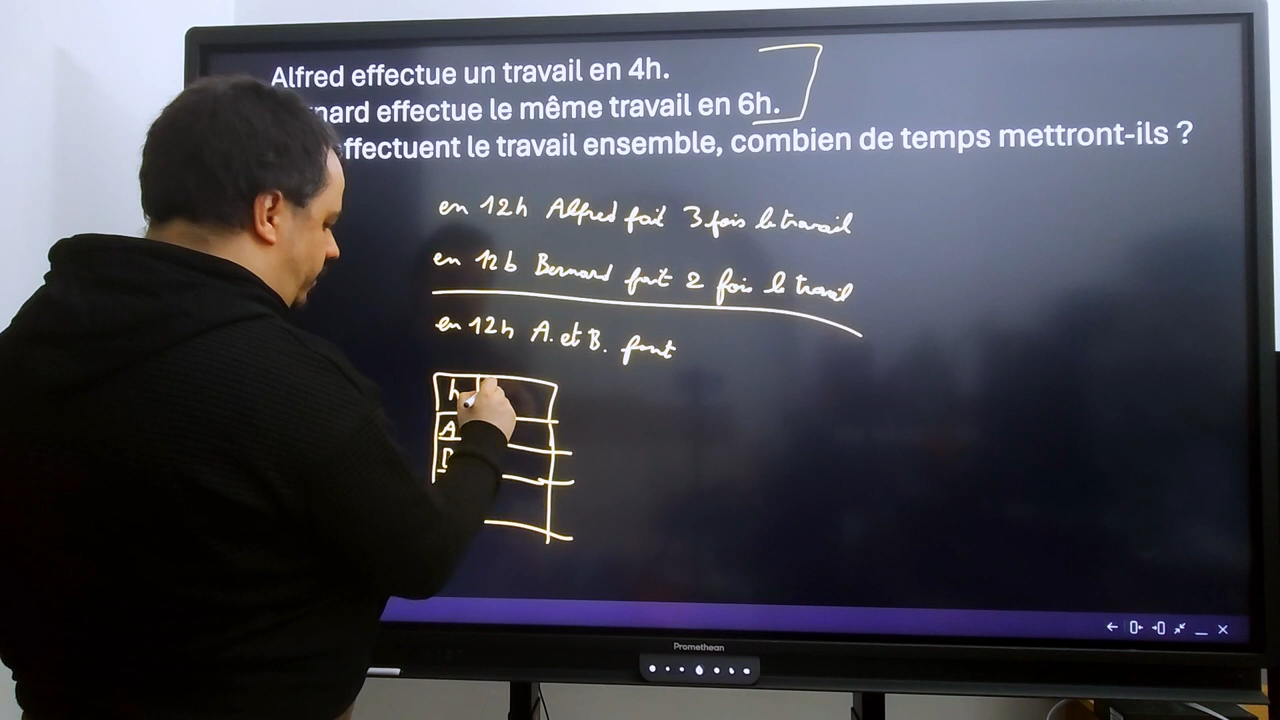 Alfred effectue un travail en 4h.
nard effectue le même travail en 6h.
ffectuent le travail ensemble, combien de temps mettront-ils ?
en 12h Alfred fait 3 fois le travail
en 12h Bernard fait 2 fois le travail
en 12h A. et B. font
h
A
Promethean